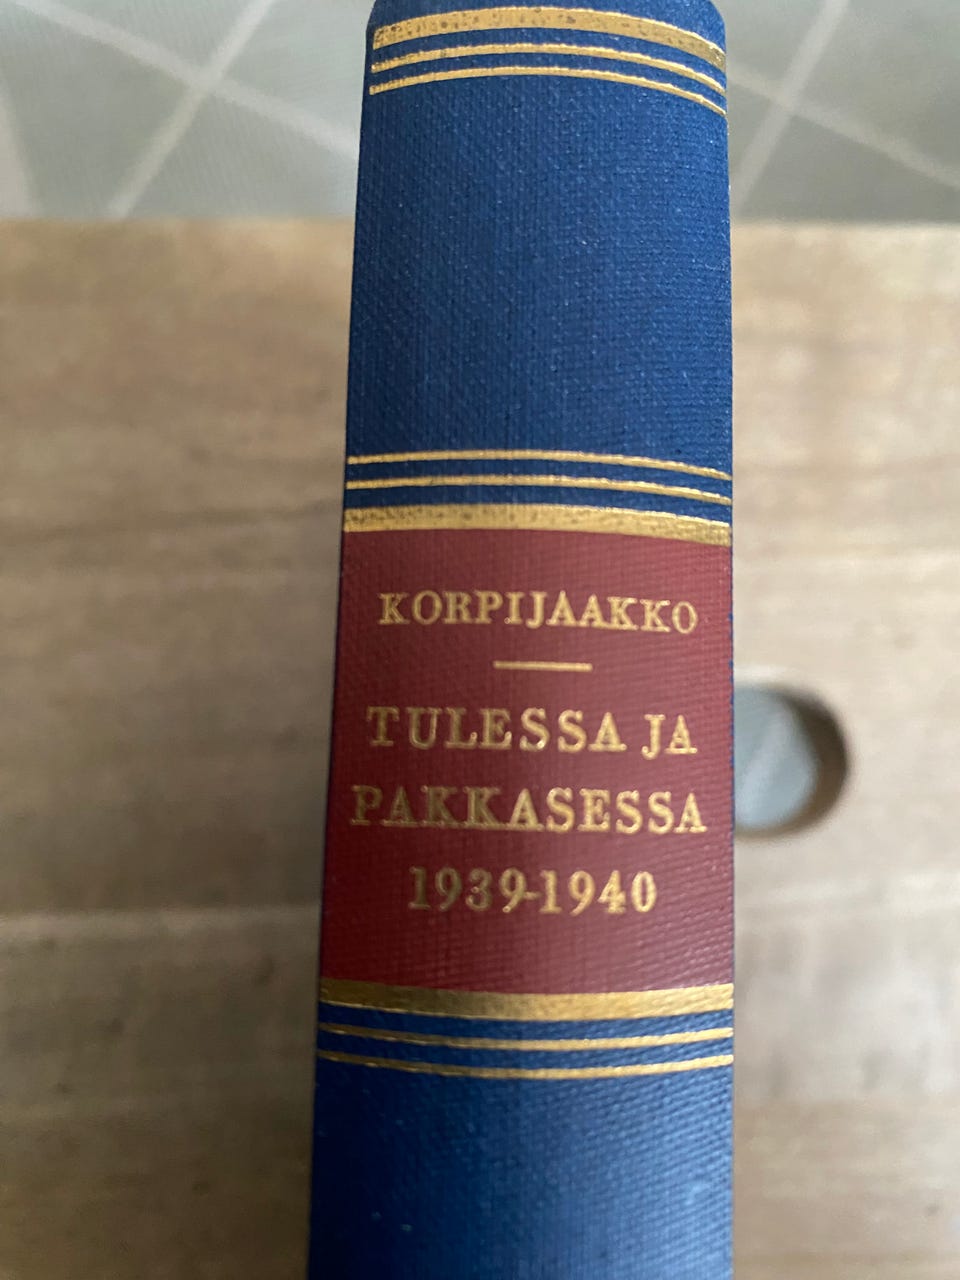 KORPIJAAKKO
TULESSA JA
PAKKASESSA
1939-1940